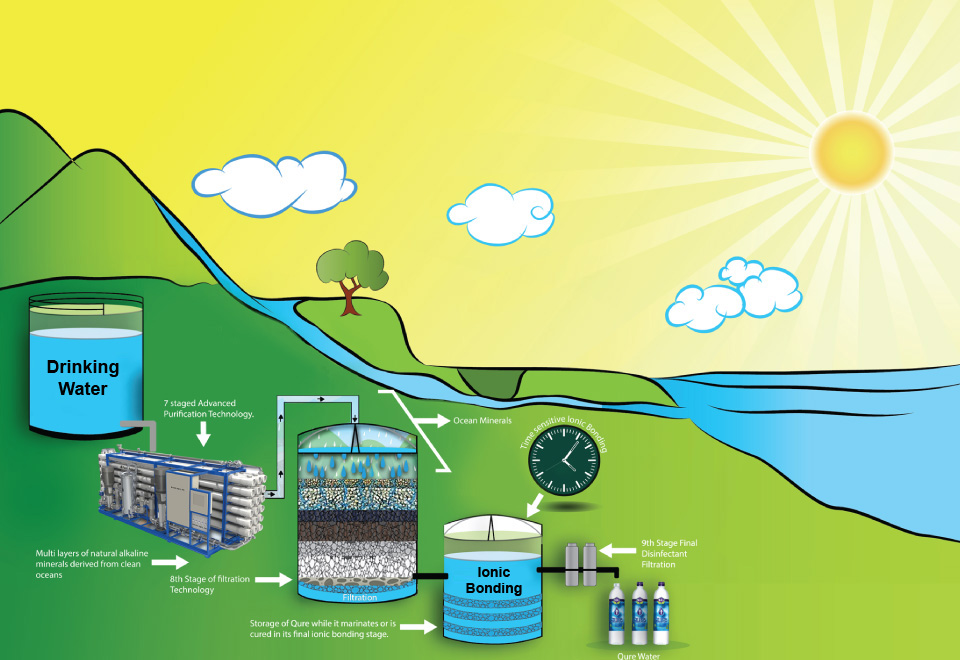 Drinking
Water
7 staged Advanced
Purification Technology.
Ocean Minerals
Time sensitive Ionic Bonding
Multi layers of natural alkaline
minerals derived from clean
oceans
8th Stage of filtration
Technology
Filtration
Ionic
Bonding
9th Stage Final
Disinfectant
Filtration
Storage of Qure while it marinates or is
cured in its final ionic bonding stage.
Qure Water